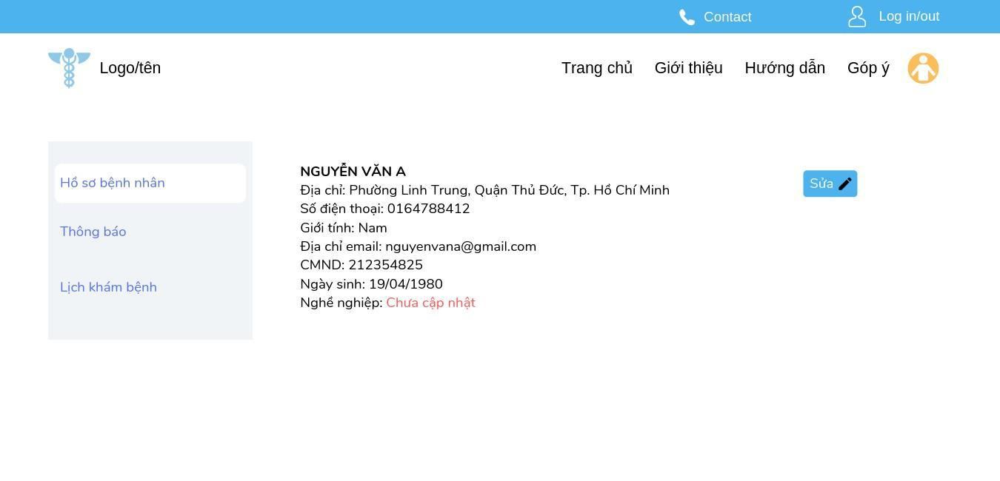 Contact
Log in/out
Logo/tên
Trang chủ
Giới thiệu
Hướng dẫn
Góp ý
Hồ sơ bệnh nhân
Thông báo
Lịch khám bệnh
NGUYỄN VĂN A
Địa chỉ: Phường Linh Trung, Quận Thủ Đức, Tp. Hồ Chí Minh
Số điện thoại: 0164788412
Giới tính: Nam
Địa chỉ email: nguyenvana@gmail.com
CMND: 212354825
Ngày sinh: 19/04/1980
Nghề nghiệp: Chưa cập nhật
Sửa